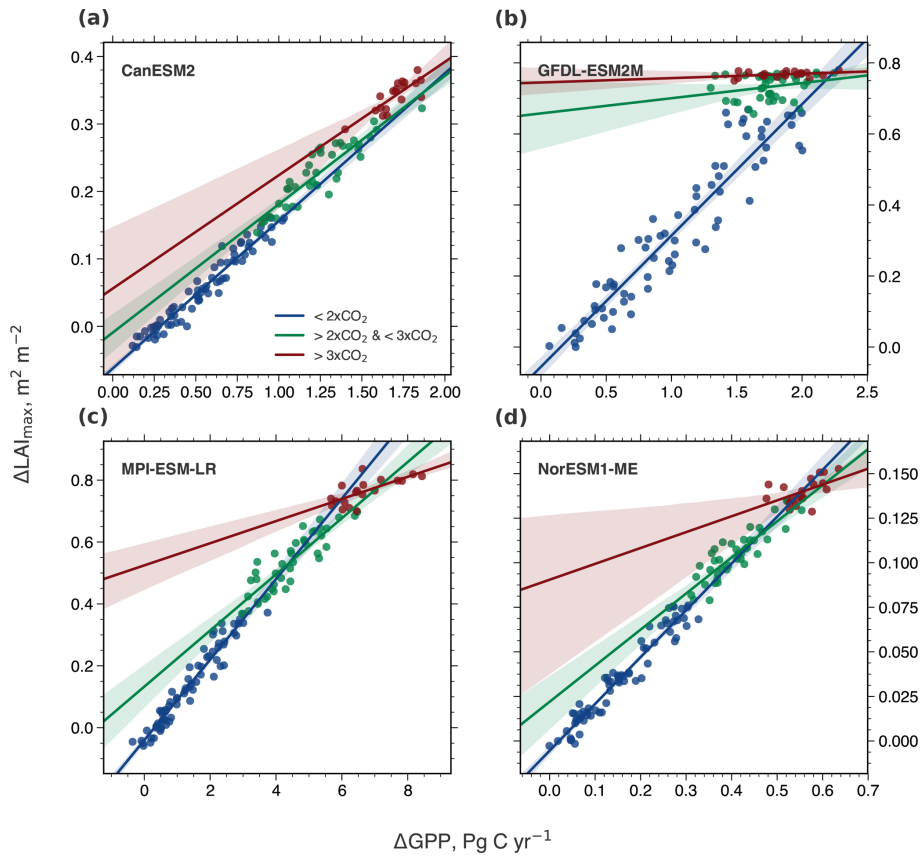 (a)
CanESM2
0.4
0.3
0.2
0.1
0.0
< 2xCO₂
> 2xCO₂ & < 3xCO₂
> 3xCO₂
0.00 0.25 0.50 0.75 1.00 1.25 1.50 1.75 2.00
(b)
GFDL-ESM2M
0.8
0.6
0.4
0.2
0.0
0.0 0.5 1.0 1.5 2.0 2.5
ΔLAI_max, m² m⁻²
(c)
MPI-ESM-LR
0.8
0.6
0.4
0.2
0.0
0 2 4 6 8
(d)
NorESM1-ME
0.150
0.125
0.100
0.075
0.050
0.025
0.000
0.0 0.1 0.2 0.3 0.4 0.5 0.6 0.7
ΔGPP, Pg C yr⁻¹